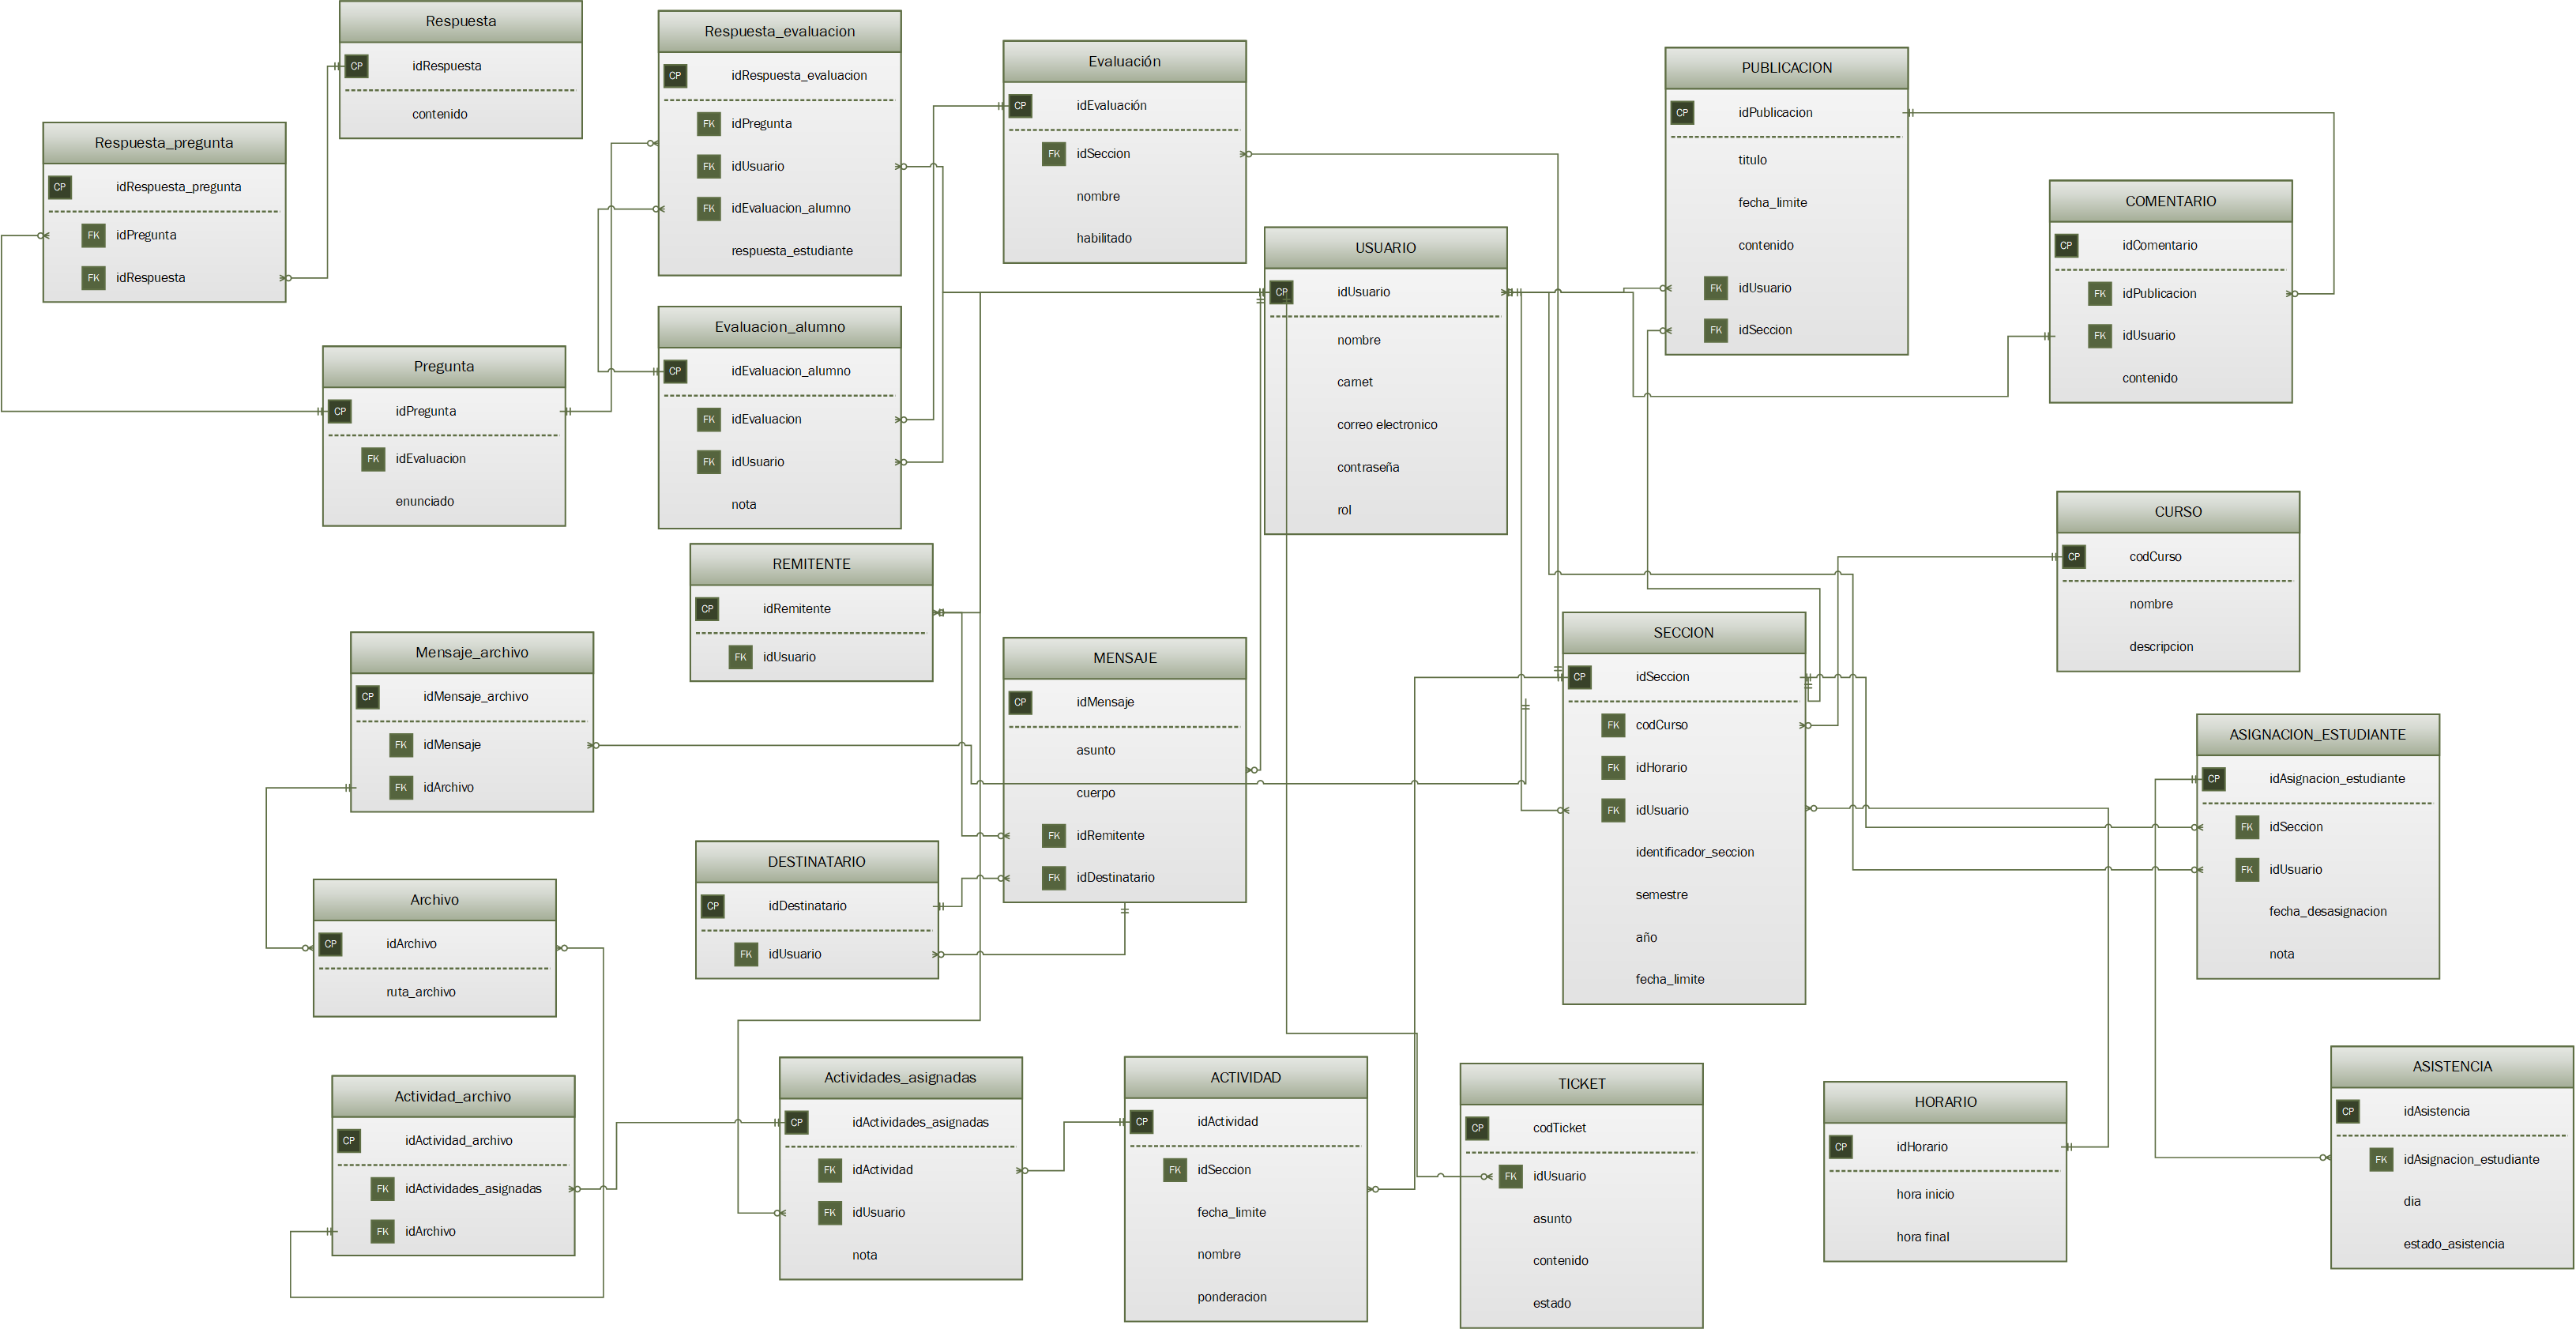 Respuesta
CP idRespuesta
contenido
Respuesta_pregunta
CP idRespuesta_pregunta
FK idPregunta
FK idRespuesta
Respuesta_evaluacion
CP idRespuesta_evaluacion
FK idPregunta
FK idUsuario
FK idEvaluacion_alumno
respuesta_estudiante
Evaluación
CP idEvaluación
FK idSeccion
nombre
habilitado
PUBLICACION
CP idPublicacion
titulo
fecha_limite
contenido
FK idUsuario
FK idSeccion
COMENTARIO
CP idComentario
FK idPublicacion
FK idUsuario
contenido
USUARIO
CP idUsuario
nombre
carnet
correo electronico
contraseña
rol
Evaluacion_alumno
CP idEvaluacion_alumno
FK idEvaluacion
FK idUsuario
nota
Pregunta
CP idPregunta
FK idEvaluacion
enunciado
CURSO
CP codCurso
nombre
descripcion
REMITENTE
CP idRemitente
FK idUsuario
Mensaje_archivo
CP idMensaje_archivo
FK idMensaje
FK idArchivo
MENSAJE
CP idMensaje
asunto
cuerpo
FK idRemitente
FK idDestinatario
SECCION
CP idSeccion
FK codCurso
FK idHorario
FK idUsuario
identificador_seccion
semestre
año
fecha_limite
ASIGNACION_ESTUDIANTE
CP idAsignacion_estudiante
FK idSeccion
FK idUsuario
fecha_desasignacion
nota
DESTINATARIO
CP idDestinatario
FK idUsuario
Archivo
CP idArchivo
ruta_archivo
Actividad_archivo
CP idActividad_archivo
FK idActividades_asignadas
FK idArchivo
Actividades_asignadas
CP idActividades_asignadas
FK idActividad
FK idUsuario
nota
ACTIVIDAD
CP idActividad
FK idSeccion
fecha_limite
nombre
ponderacion
TICKET
CP codTicket
FK idUsuario
asunto
contenido
estado
HORARIO
CP idHorario
hora inicio
hora final
ASISTENCIA
CP idAsistencia
FK idAsignacion_estudiante
dia
estado_asistencia